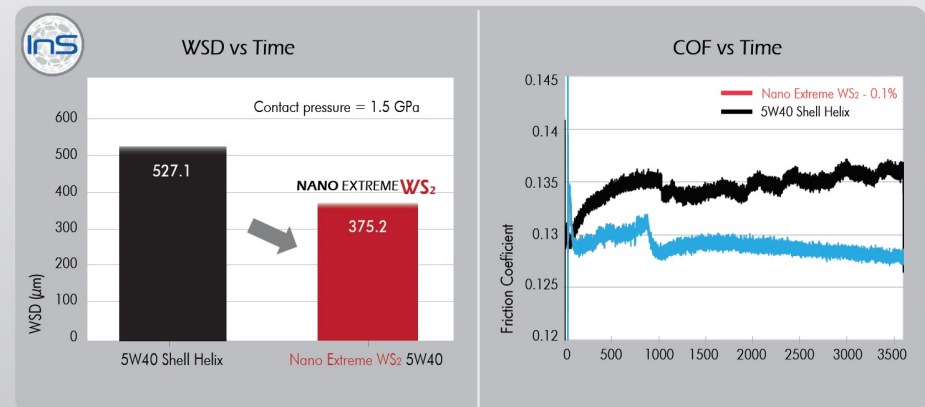 InS
WSD vs Time
Contact pressure = 1.5 GPa
600
500
400
300
200
100
0
WSD (µm)
527.1
NANO EXTREME WS₂
375.2
5W40 Shell Helix
Nano Extreme WS₂ 5W40
COF vs Time
0.145
0.14
0.135
0.13
0.125
0.12
Friction Coefficient
Nano Extreme WS₂ - 0.1%
5W40 Shell Helix
0 500 1000 1500 2000 2500 3000 3500